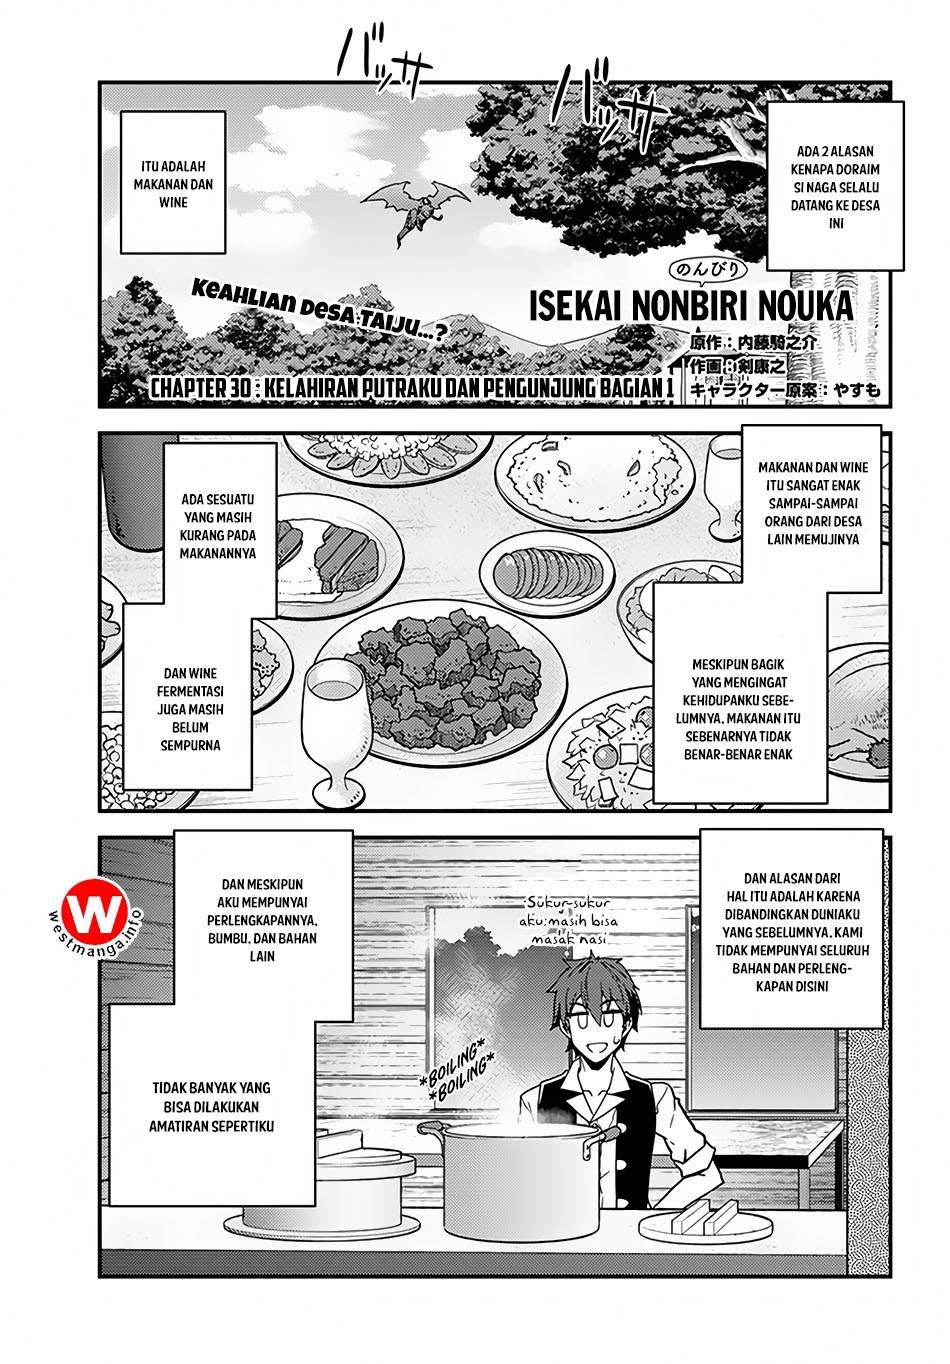 バッサ
バッサ
ADA 2 ALASAN
KENAPA DORAIM
SI NAGA SELALU
DATANG KE DESA
INI
ITU ADALAH
MAKANAN DAN
WINE
のんびり
ISEKAI NONBIRI NOUKA
KEAHLIAN DESA TAIJU...?
原作：内藤騎之介
作画：剣康之
キャラクター原案：やすも
CHAPTER 30 : KELAHIRAN PUTRAKU DAN PENGUNJUNG BAGIAN 1
MAKANAN DAN WINE
ITU SANGAT ENAK
SAMPAI-SAMPAI
ORANG DARI DESA
LAIN MEMUJINYA
MESKIPUN BAGIK
YANG MENGINGAT
KEHIDUPANKU SEBE-
LUMNYA, MAKANAN ITU
SEBENARNYA TIDAK
BENAR-BENAR ENAK
ADA SESUATU
YANG MASIH
KURANG PADA
MAKANANNYA
DAN WINE
FERMENTASI
JUGA MASIH
BELUM
SEMPURNA
DAN ALASAN DARI
HAL ITU ADALAH KARENA
DIBANDINGKAN DUNIAKU
YANG SEBELUMNYA, KAMI
TIDAK MEMPUNYAI SELURUH
BAHAN DAN PERLENG-
KAPAN DISINI
Sukur-sukur
aku masih bisa
masak nasi
*BOILING*
*BOILING*
DAN MESKIPUN
AKU MEMPUNYAI
PERLENGKAPANNYA,
BUMBU, DAN BAHAN
LAIN
TIDAK BANYAK YANG
BISA DILAKUKAN
AMATIRAN SEPERTIKU
W
westmanga.info